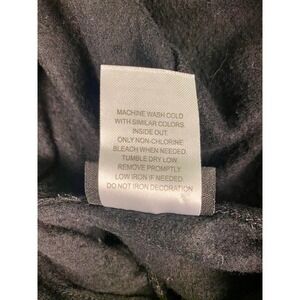 MACHINE WASH COLD
WITH SIMILAR COLORS
INSIDE OUT.
ONLY NON-CHLORINE
BLEACH WHEN NEEDED.
TUMBLE DRY LOW
REMOVE PROMPTLY
LOW IRON IF NEEDED.
DO NOT IRON DECORATION